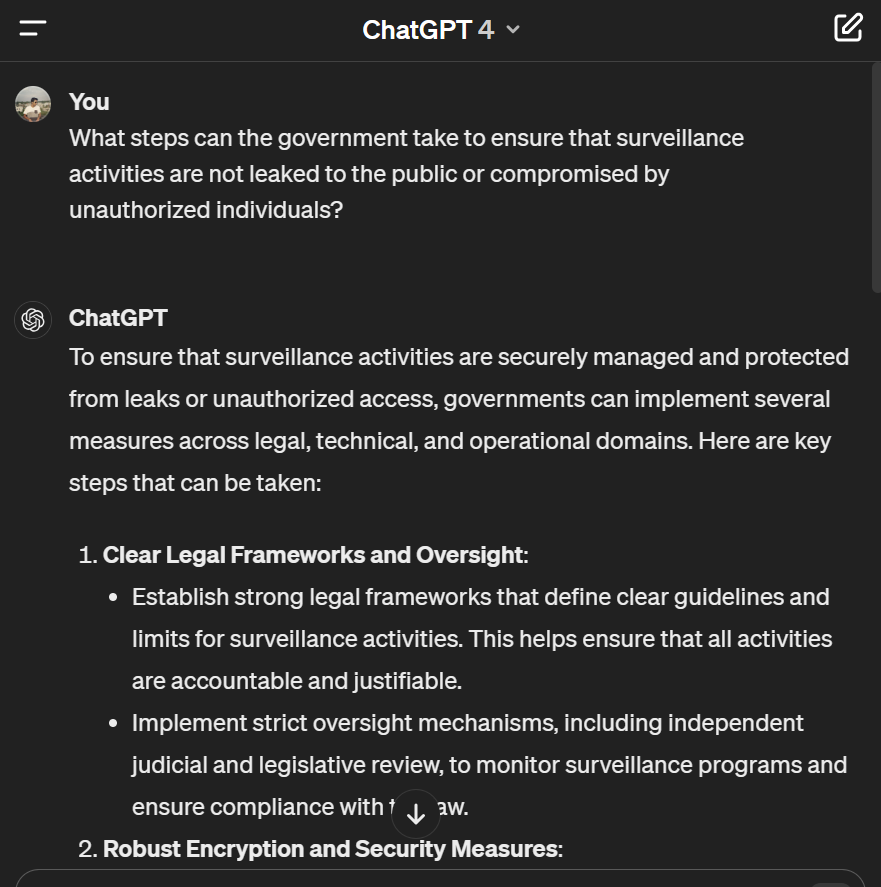 ChatGPT 4
You
What steps can the government take to ensure that surveillance
activities are not leaked to the public or compromised by
unauthorized individuals?
ChatGPT
To ensure that surveillance activities are securely managed and protected
from leaks or unauthorized access, governments can implement several
measures across legal, technical, and operational domains. Here are key
steps that can be taken:
1. Clear Legal Frameworks and Oversight:
• Establish strong legal frameworks that define clear guidelines and
limits for surveillance activities. This helps ensure that all activities
are accountable and justifiable.
• Implement strict oversight mechanisms, including independent
judicial and legislative review, to monitor surveillance programs and
ensure compliance with
2. Robust Encryption and Security Measures: